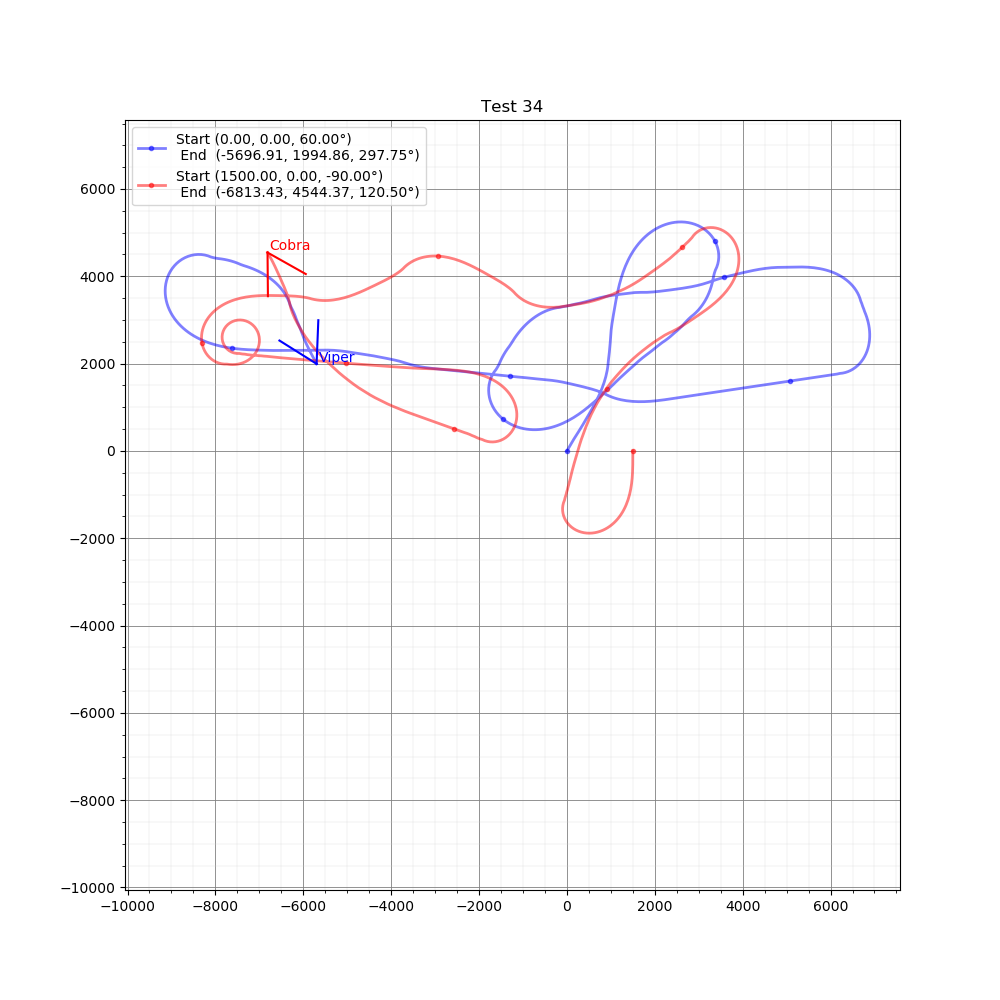 Test 34
Start (0.00, 0.00, 60.00°)
End (-5696.91, 1994.86, 297.75°)
Start (1500.00, 0.00, -90.00°)
End (-6813.43, 4544.37, 120.50°)
Cobra
Viper
6000
4000
2000
0
−2000
−4000
−6000
−8000
−10000
−10000 −8000 −6000 −4000 −2000 0 2000 4000 6000